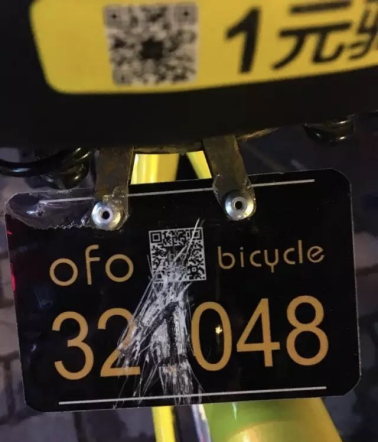 1元
ofo bicycle
32 048